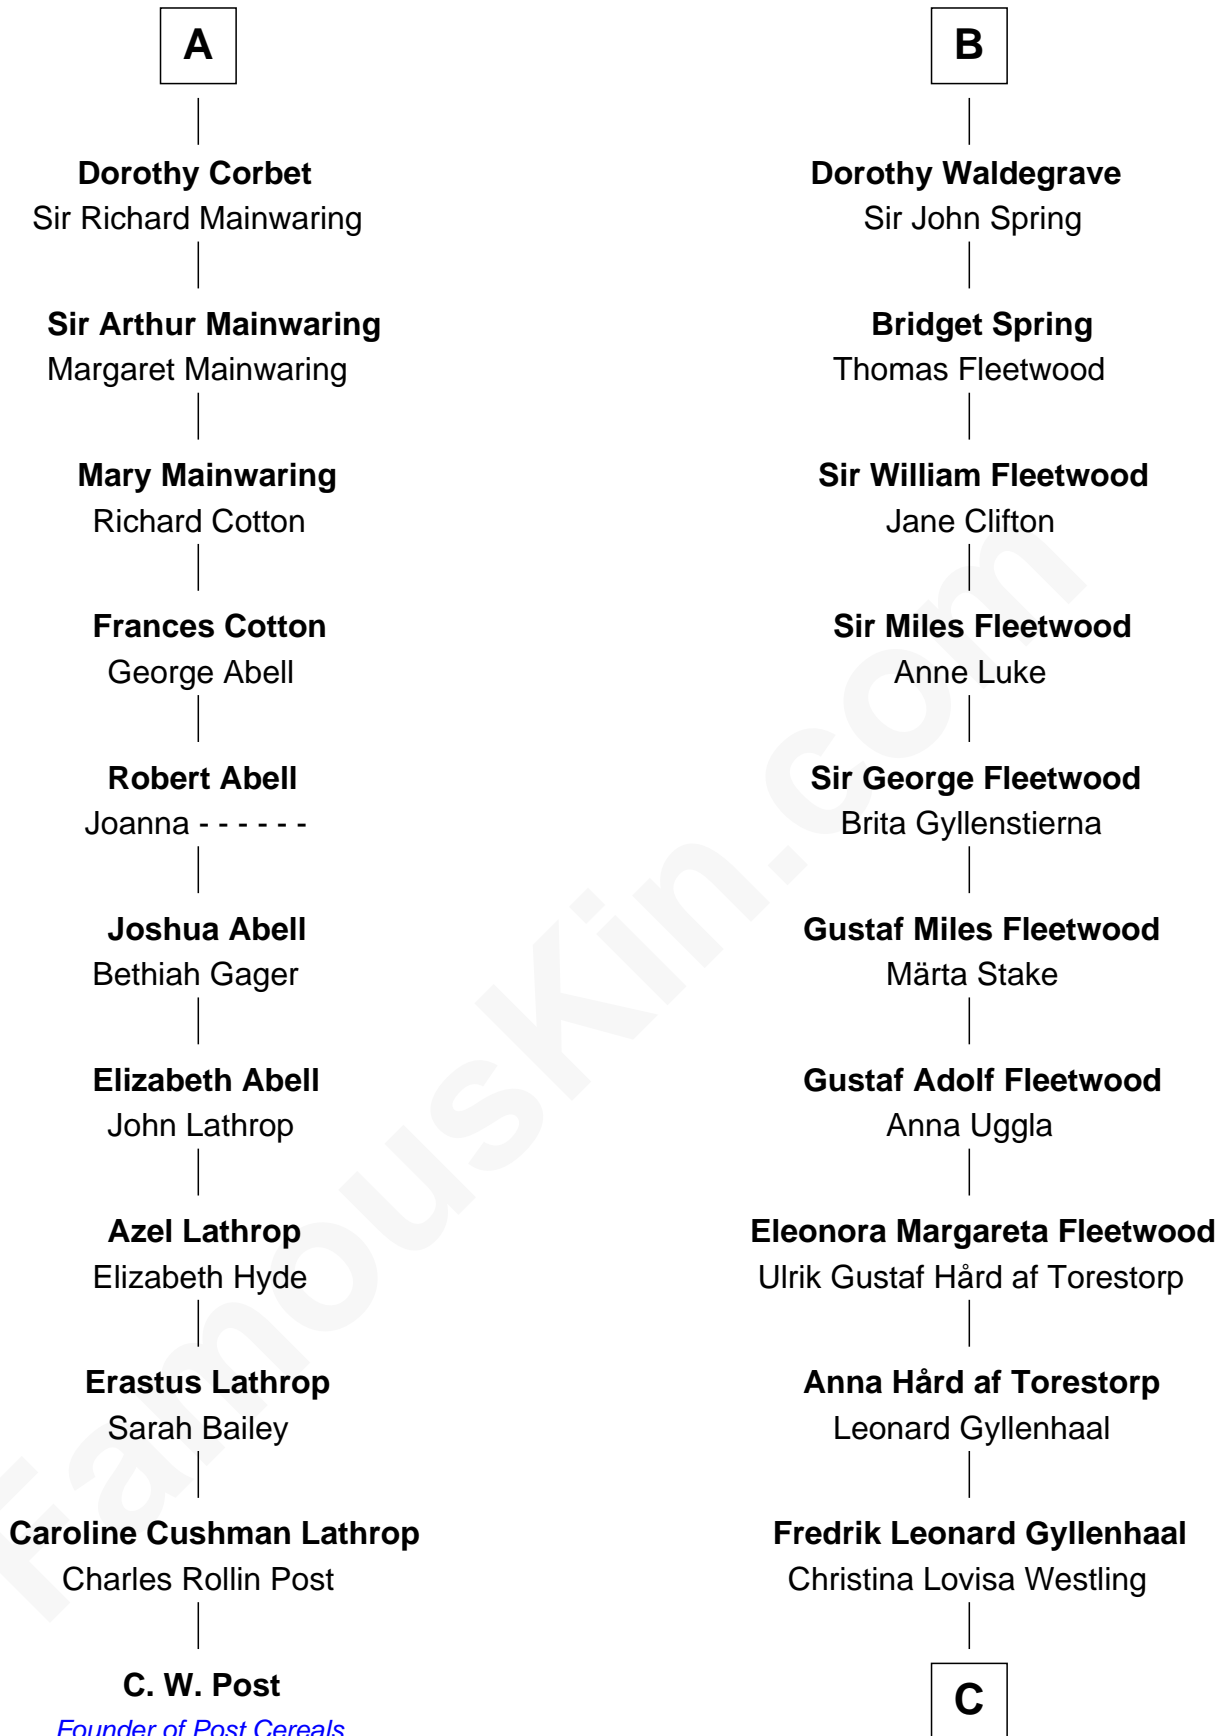 A
Dorothy Corbet
Sir Richard Mainwaring
Sir Arthur Mainwaring
Margaret Mainwaring
Mary Mainwaring
Richard Cotton
Frances Cotton
George Abell
Robert Abell
Joanna - - - - - -
Joshua Abell
Bethiah Gager
Elizabeth Abell
John Lathrop
Azel Lathrop
Elizabeth Hyde
Erastus Lathrop
Sarah Bailey
Caroline Cushman Lathrop
Charles Rollin Post
C. W. Post
Founder of Post Cereals
B
Dorothy Waldegrave
Sir John Spring
Bridget Spring
Thomas Fleetwood
Sir William Fleetwood
Jane Clifton
Sir Miles Fleetwood
Anne Luke
Sir George Fleetwood
Brita Gyllenstierna
Gustaf Miles Fleetwood
Märta Stake
Gustaf Adolf Fleetwood
Anna Uggla
Eleonora Margareta Fleetwood
Ulrik Gustaf Hård af Torestorp
Anna Hård af Torestorp
Leonard Gyllenhaal
Fredrik Leonard Gyllenhaal
Christina Lovisa Westling
C
FamousKin.com